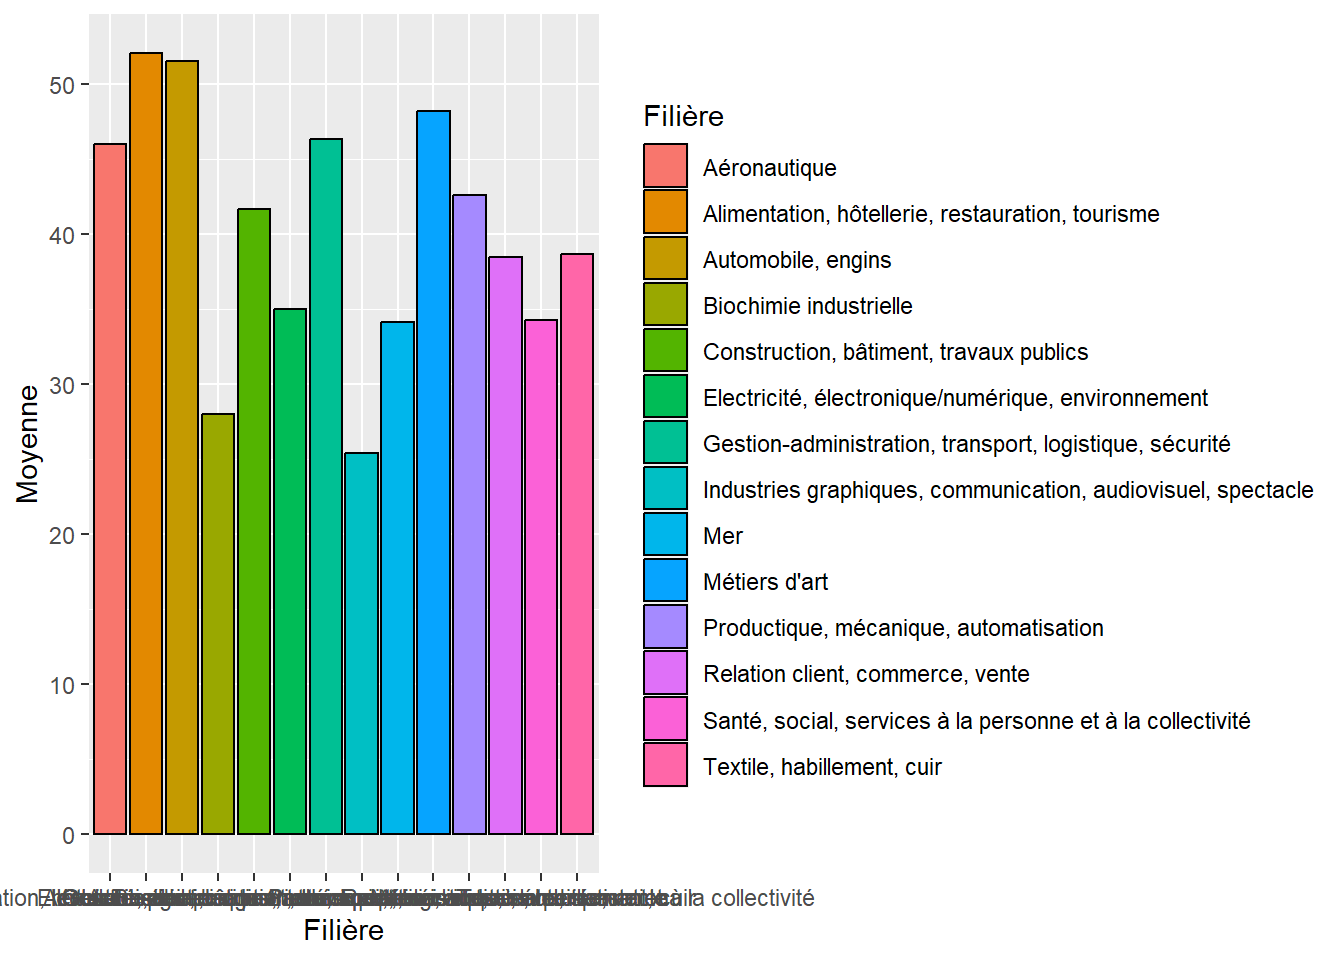 50
40
30
20
10
0
Moyenne
à la collectivité
Filière
Filière
Aéronautique
Alimentation, hôtellerie, restauration, tourisme
Automobile, engins
Biochimie industrielle
Construction, bâtiment, travaux publics
Electricité, électronique/numérique, environnement
Gestion-administration, transport, logistique, sécurité
Industries graphiques, communication, audiovisuel, spectacle
Mer
Métiers d'art
Productique, mécanique, automatisation
Relation client, commerce, vente
Santé, social, services à la personne et à la collectivité
Textile, habillement, cuir